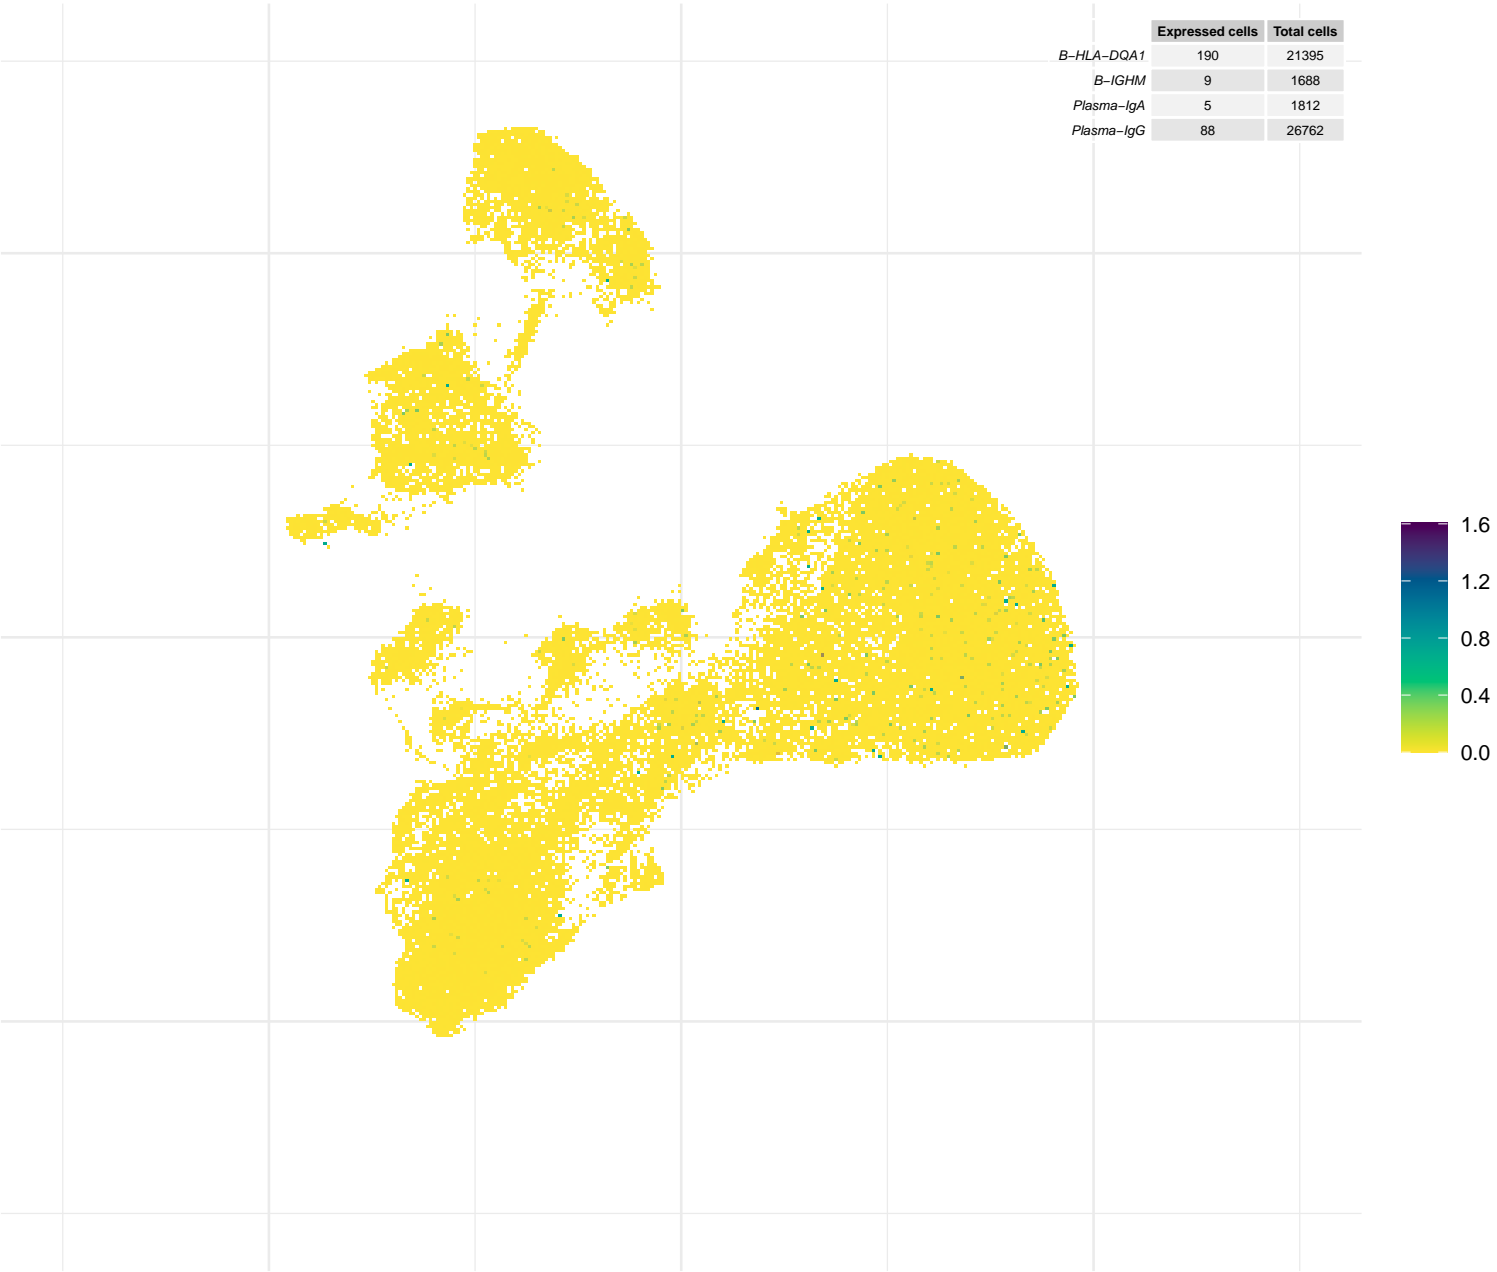 Expressed cells Total cells
B−HLA−DQA1 190 21395
B−IGHM 9 1688
Plasma−IgA 5 1812
Plasma−IgG 88 26762
1.6
1.2
0.8
0.4
0.0